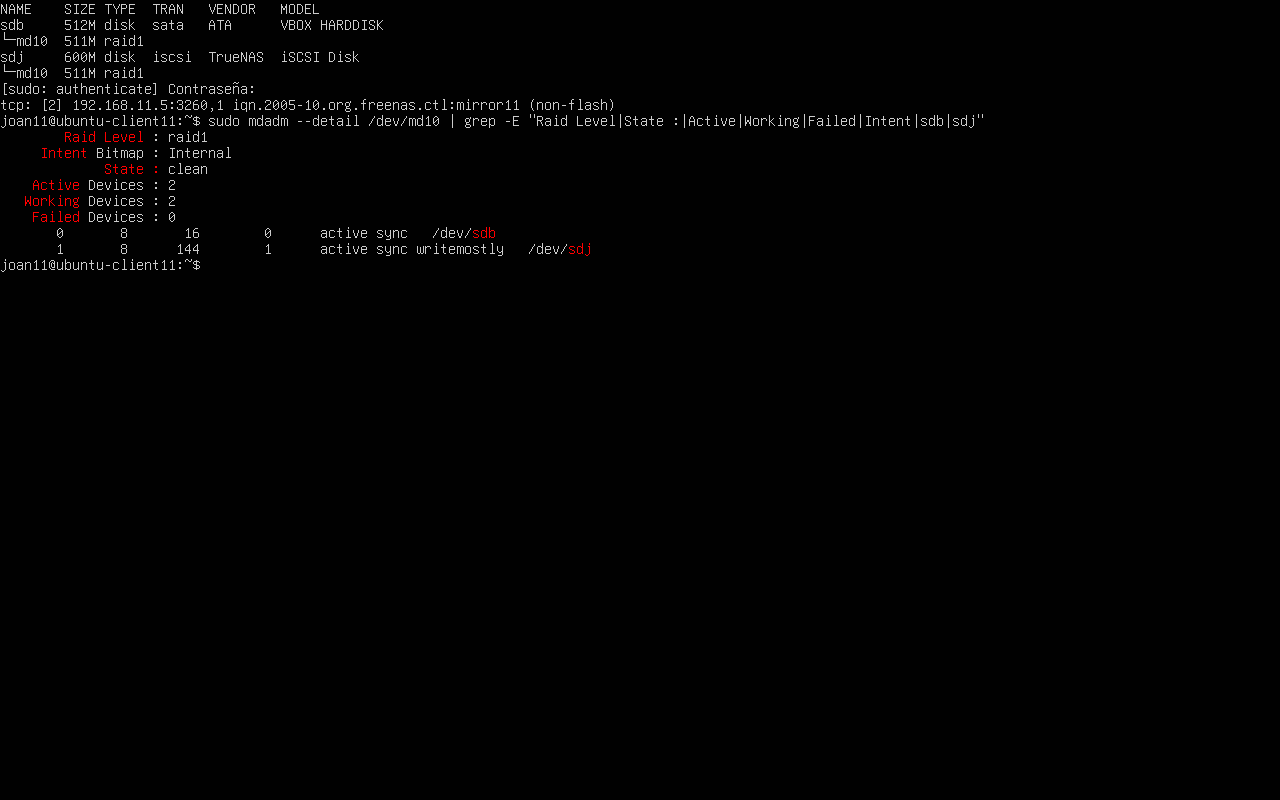 NAME    SIZE TYPE  TRAN   VENDOR   MODEL
sdb     512M disk  sata   ATA      VBOX HARDDISK
└─md10  511M raid1
sdj     600M disk  iscsi  TrueNAS  iSCSI Disk
└─md10  511M raid1
[sudo: authenticate] Contraseña:
tcp: [2] 192.168.11.5:3260,1 iqn.2005-10.org.freenas.ctl:mirror11 (non-flash)
joan11@ubuntu-client11:~$ sudo mdadm --detail /dev/md10 | grep -E "Raid Level|State :|Active|Working|Failed|Intent|sdb|sdj"
        Raid Level : raid1
     Intent Bitmap : Internal
             State : clean
    Active Devices : 2
   Working Devices : 2
    Failed Devices : 0
       0       8       16        0      active sync   /dev/sdb
       1       8      144        1      active sync writemostly   /dev/sdj
joan11@ubuntu-client11:~$